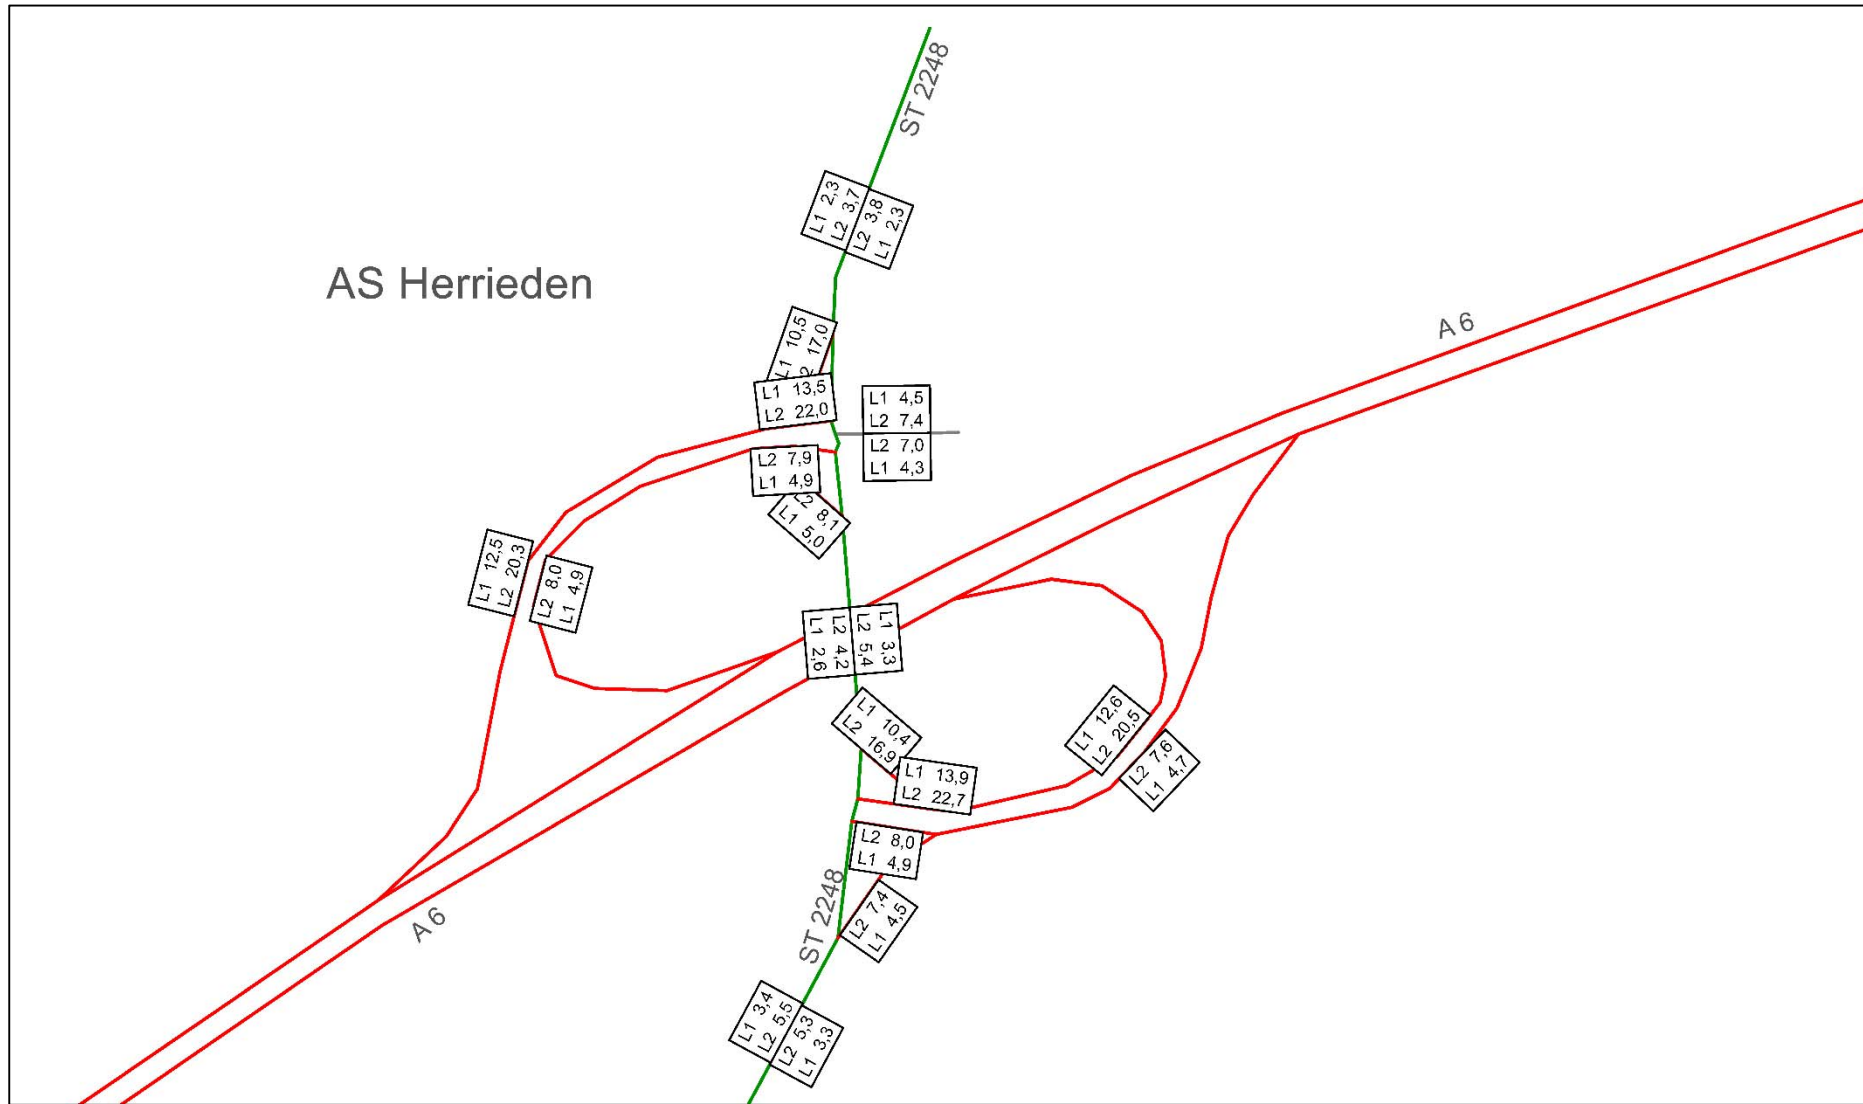 ST 2248
L1 2,3
L2 3,7
L2 3,8
L1 2,3
AS Herrieden
A 6
L1 10,5
2 17,0
L1 13,5
L2 22,0
L1 4,5
L2 7,4
L2 7,0
L1 4,3
L2 7,9
L1 4,9
L2 8,1
L1 5,0
L1 12,5
L2 20,3
L2 8,0
L1 4,9
L1 2,6
L2 4,2
L2 5,4
L1 3,3
L1 10,4
L2 16,9
L1 12,6
L2 20,5
L2 7,6
L1 4,7
L1 13,9
L2 22,7
L2 8,0
L1 4,9
ST 2248
L2 7,4
L1 4,5
A 6
L1 3,4
L2 5,5
L2 5,3
L1 3,3